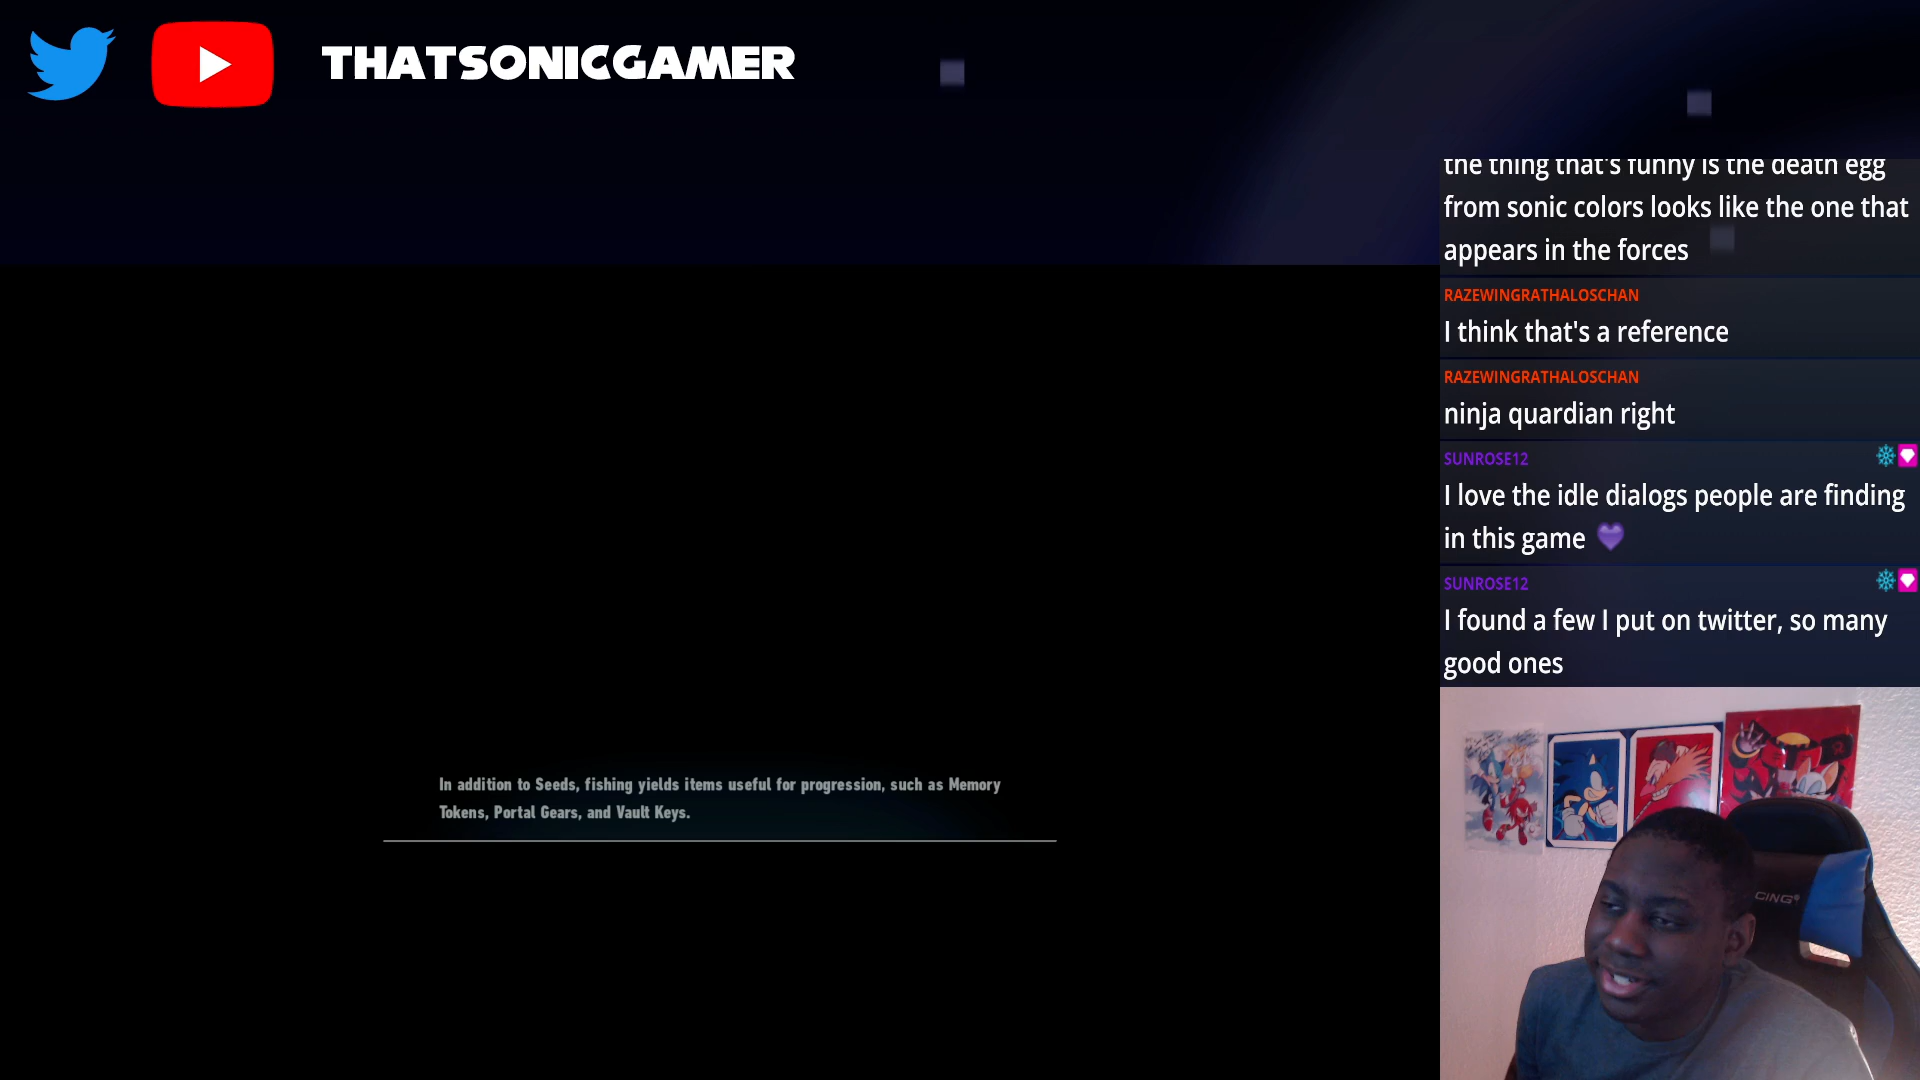 THATSONICGAMER
the thing that's funny is the death egg
from sonic colors looks like the one that
appears in the forces
RAZEWINGRATHALOSCHAN
I think that's a reference
RAZEWINGRATHALOSCHAN
ninja quardian right
SUNROSE12
I love the idle dialogs people are finding
in this game 💜
SUNROSE12
I found a few I put on twitter, so many
good ones
In addition to Seeds, fishing yields items useful for progression, such as Memory
Tokens, Portal Gears, and Vault Keys.
CING